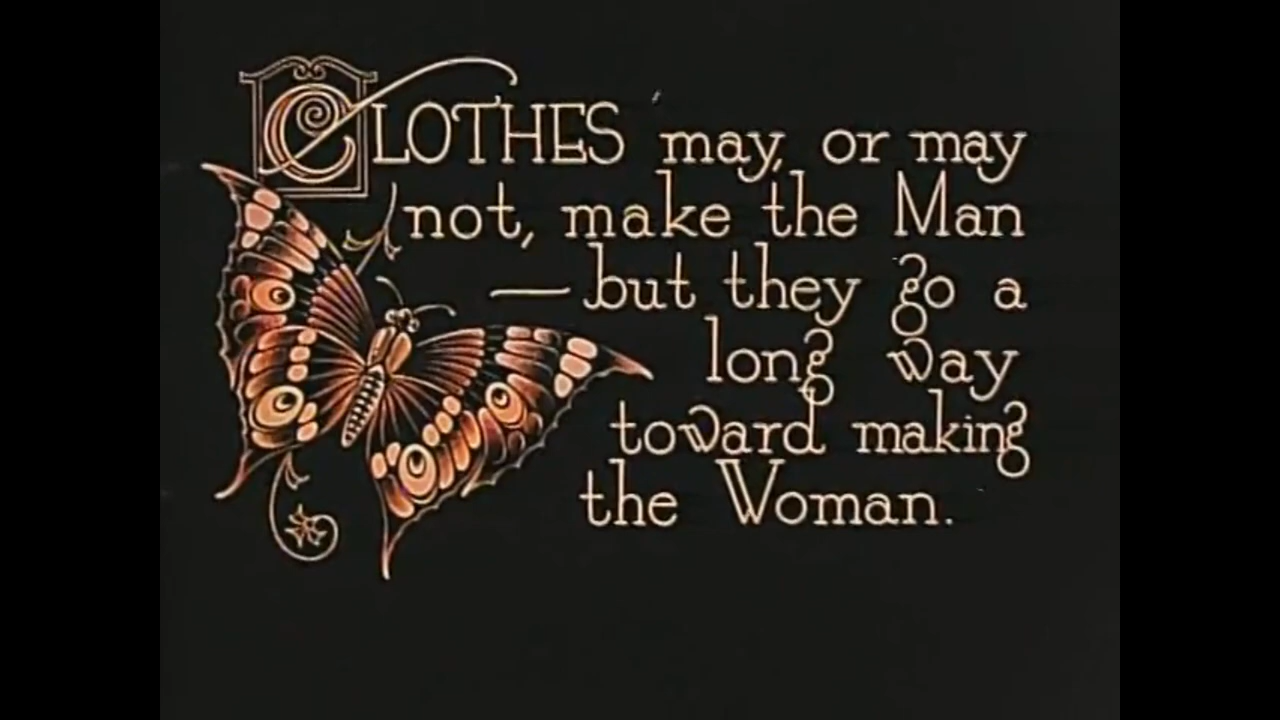 CLOTHES may, or may
not, make the Man
— but they go a
long way
toward making
the Woman.